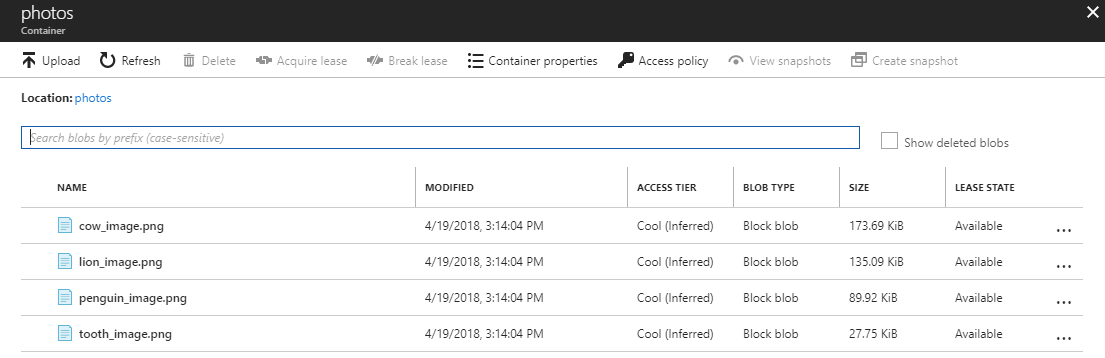 photos
Container
Upload Refresh Delete Acquire lease Break lease Container properties Access policy View snapshots Create snapshot
Location: photos
Search blobs by prefix (case-sensitive) Show deleted blobs
NAME MODIFIED ACCESS TIER BLOB TYPE SIZE LEASE STATE
cow_image.png 4/19/2018, 3:14:04 PM Cool (Inferred) Block blob 173.69 KiB Available ...
lion_image.png 4/19/2018, 3:14:04 PM Cool (Inferred) Block blob 135.09 KiB Available ...
penguin_image.png 4/19/2018, 3:14:04 PM Cool (Inferred) Block blob 89.92 KiB Available ...
tooth_image.png 4/19/2018, 3:14:04 PM Cool (Inferred) Block blob 27.75 KiB Available ...